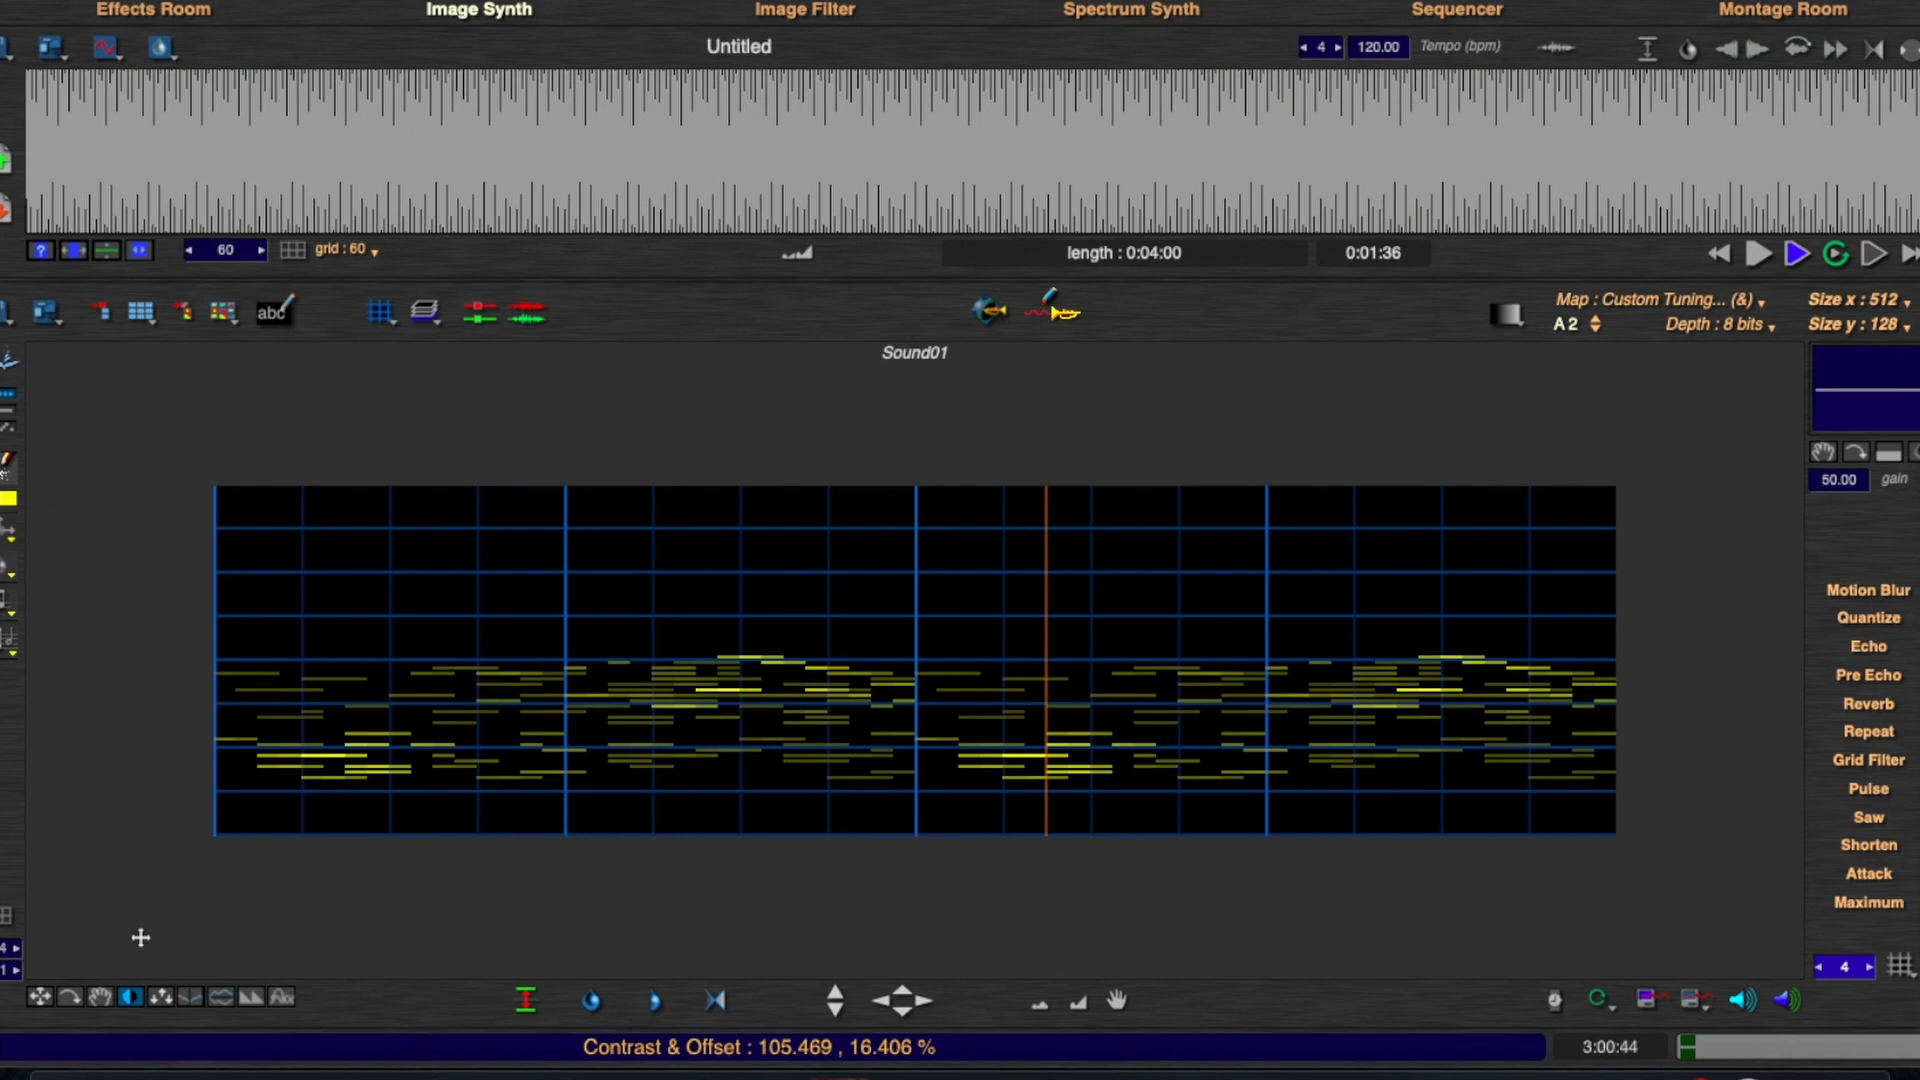 Effects Room Image Synth Image Filter Spectrum Synth Sequencer Montage Room
Untitled
4 120.00 Tempo (bpm)
60 grid : 60 length : 0:04:00 0:01:36
abc
Map : Custom Tuning... (&) Size x : 512
A 2 Depth : 8 bits Size y : 128
Sound01
50.00 gain
Motion Blur
Quantize
Echo
Pre Echo
Reverb
Repeat
Grid Filter
Pulse
Saw
Shorten
Attack
Maximum
4
1
4
Contrast & Offset : 105.469 , 16.406 % 3:00:44